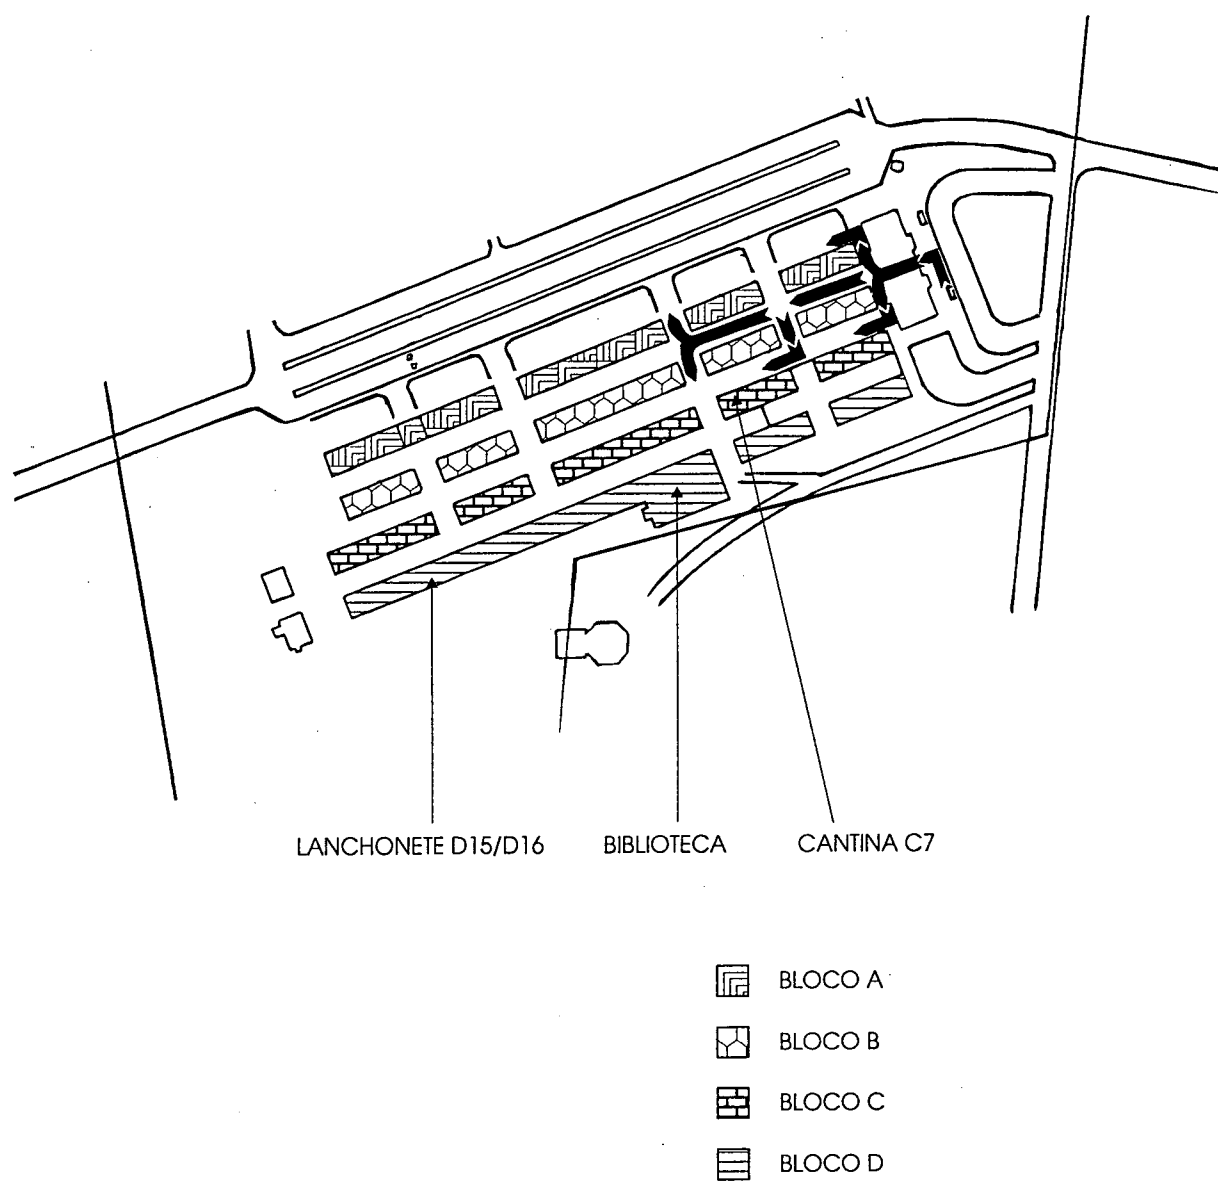 LANCHONETE D15/D16
BIBLIOTECA
CANTINA C7
BLOCO A
BLOCO B
BLOCO C
BLOCO D